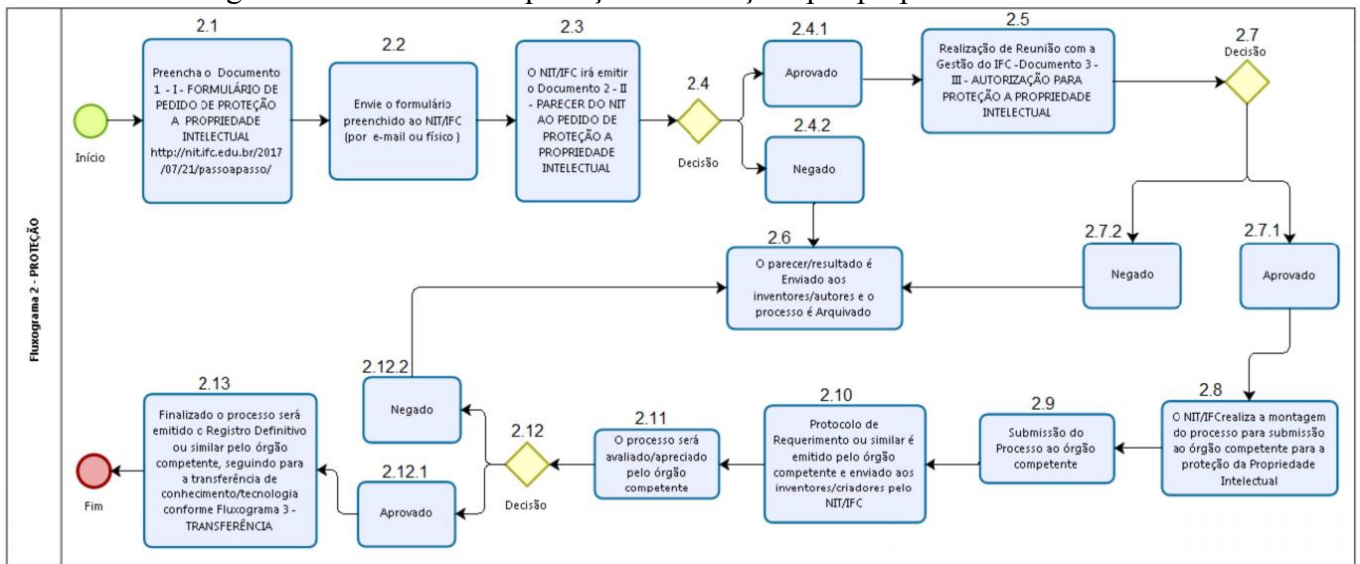 Fluxograma 2 - PROTEÇÃO
Início
2.1
Preencha o Documento
1 - I - FORMULÁRIO DE
PEDIDO DE PROTEÇÃO
A PROPRIEDADE
INTELECTUAL
http://nit.ifc.edu.br/2017
/07/21/passoapasso/
2.2
Envie o formulário
preenchido ao NIT/IFC
(por e-mail ou físico)
2.3
O NIT/IFC irá emitir
o Documento 2 - II
- PARECER DO NIT
AO PEDIDO DE
PROTEÇÃO A
PROPRIEDADE
INTELECTUAL
2.4
Decisão
2.4.1
Aprovado
2.4.2
Negado
2.5
Realização de Reunião com a
Gestão do IFC -Documento 3 -
III - AUTORIZAÇÃO PARA
PROTEÇÃO A PROPRIEDADE
INTELECTUAL
2.7
Decisão
2.6
O parecer/resultado é
Enviado aos
inventores/autores e o
processo é Arquivado
2.7.2
Negado
2.7.1
Aprovado
2.8
O NIT/IFCrealiza a montagem
do processo para submissão
ao órgão competente para a
proteção da Propriedade
Intelectual
2.9
Submissão do
Processo ao órgão
competente
2.10
Protocolo de
Requerimento ou similar é
emitido pelo órgão
competente e enviado aos
inventores/criadores pelo
NIT/IFC
2.11
O processo será
avaliado/apreciado
pelo órgão
competente
2.12
Decisão
2.12.2
Negado
2.12.1
Aprovado
2.13
Finalizado o processo será
emitido o Registro Definitivo
ou similar pelo órgão
competente, seguindo para
a transferência de
conhecimento/tecnologia
conforme Fluxograma 3 -
TRANSFERÊNCIA
Fim